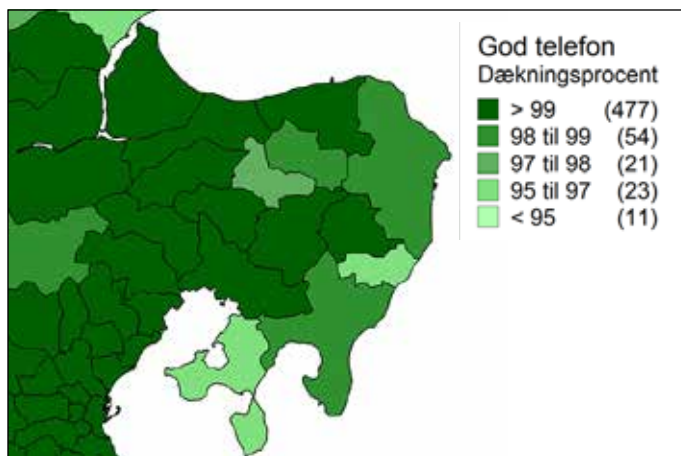 God telefon
Dækningsprocent
> 99 (477)
98 til 99 (54)
97 til 98 (21)
95 til 97 (23)
< 95 (11)